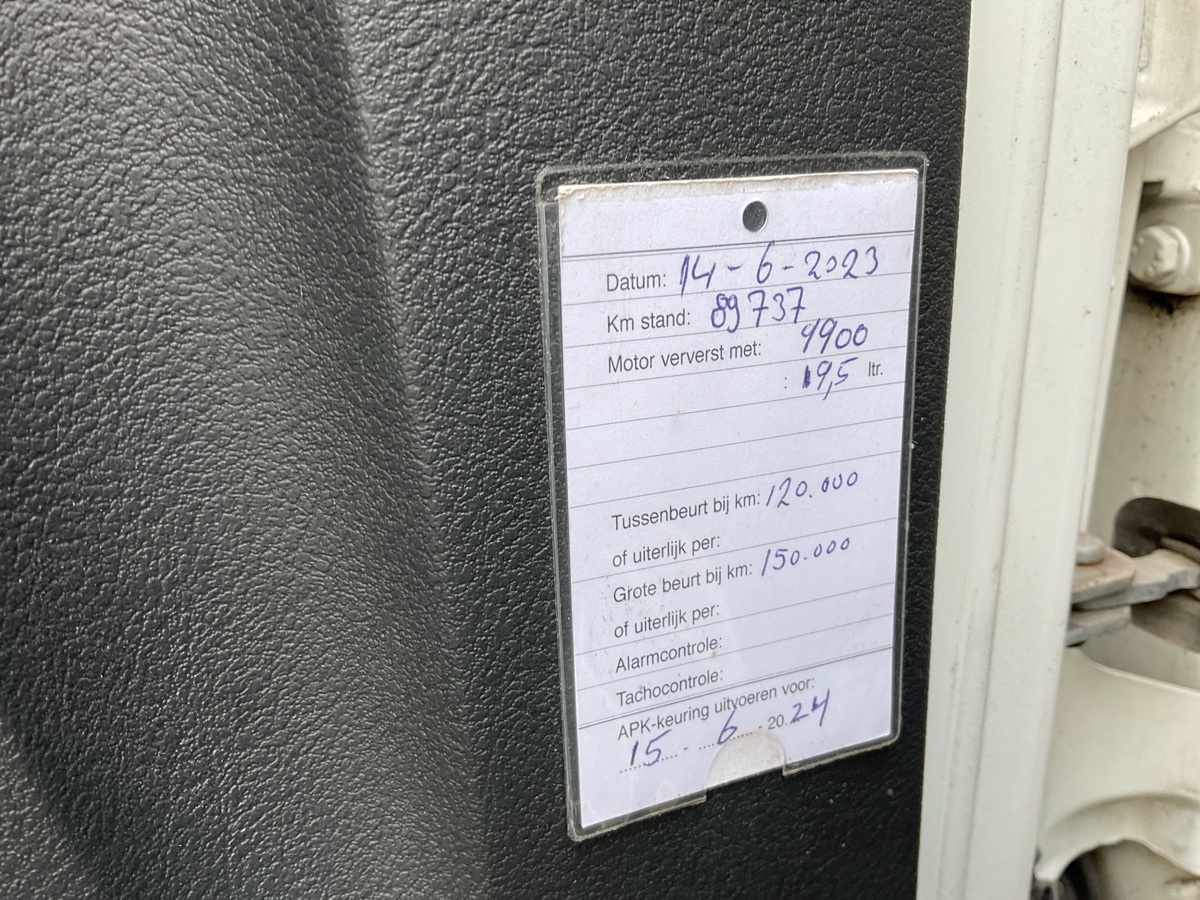 Datum: 14-6-2023
Km stand: 89737
Motor ververst met: 9900
: 19,5 ltr.
Tussenbeurt bij km: 120.000
of uiterlijk per:
Grote beurt bij km: 150.000
of uiterlijk per:
Alarmcontrole:
Tachocontrole:
APK-keuring uitvoeren voor:
15 - 6 - 20.24